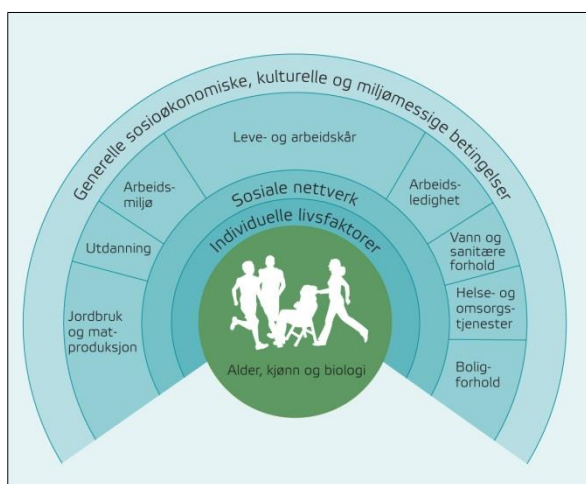 Generelle sosioøkonomiske, kulturelle og miljømessige betingelser
Leve- og arbeidskår
Arbeids-
miljø
Arbeids-
ledighet
Sosiale nettverk
Individuelle livsfaktorer
Utdanning
Vann og
sanitære
forhold
Jordbruk
og mat-
produksjon
Helse- og
omsorgs-
tjenester
Bolig-
forhold
Alder, kjønn og biologi